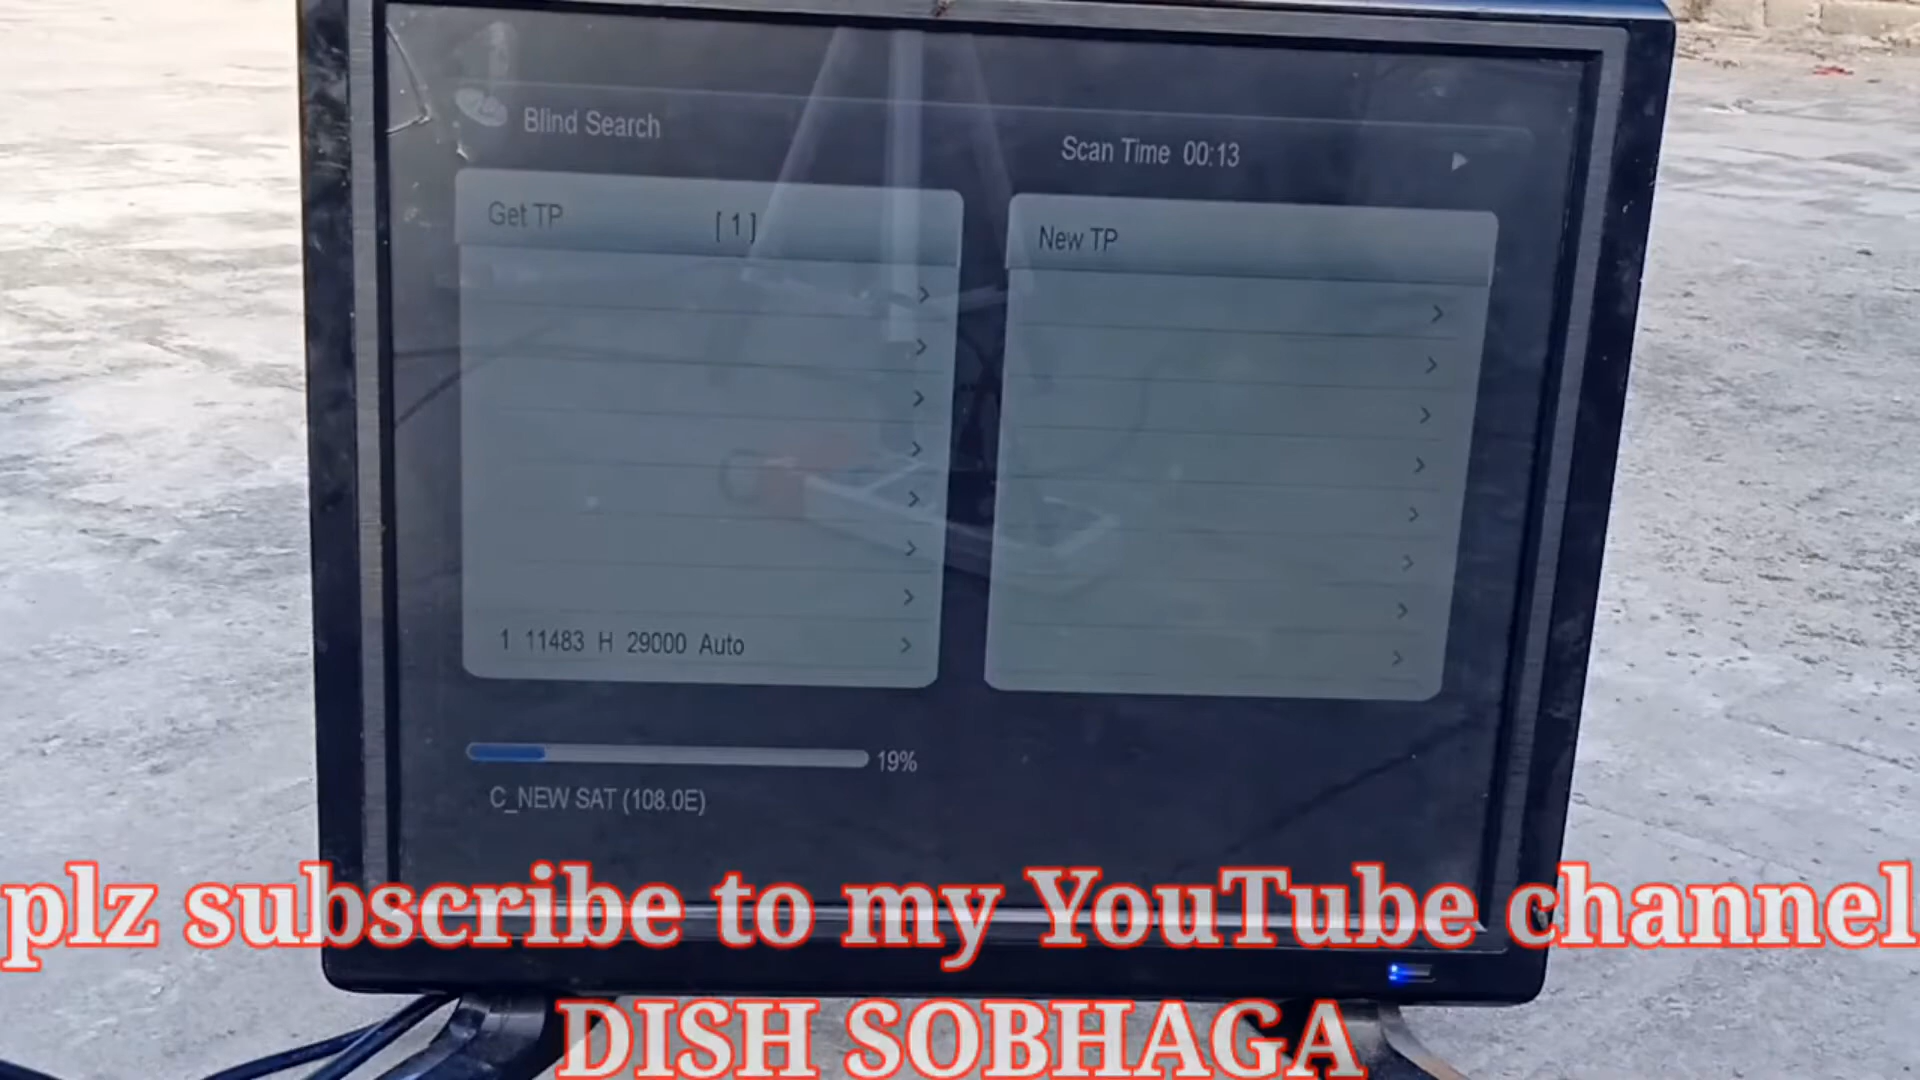 Blind Search
Scan Time 00:13
Get TP [ 1 ]
New TP
1 11483 H 29000 Auto
19%
C_NEW SAT (108.0E)
plz subscribe to my YouTube channel
DISH SOBHAGA